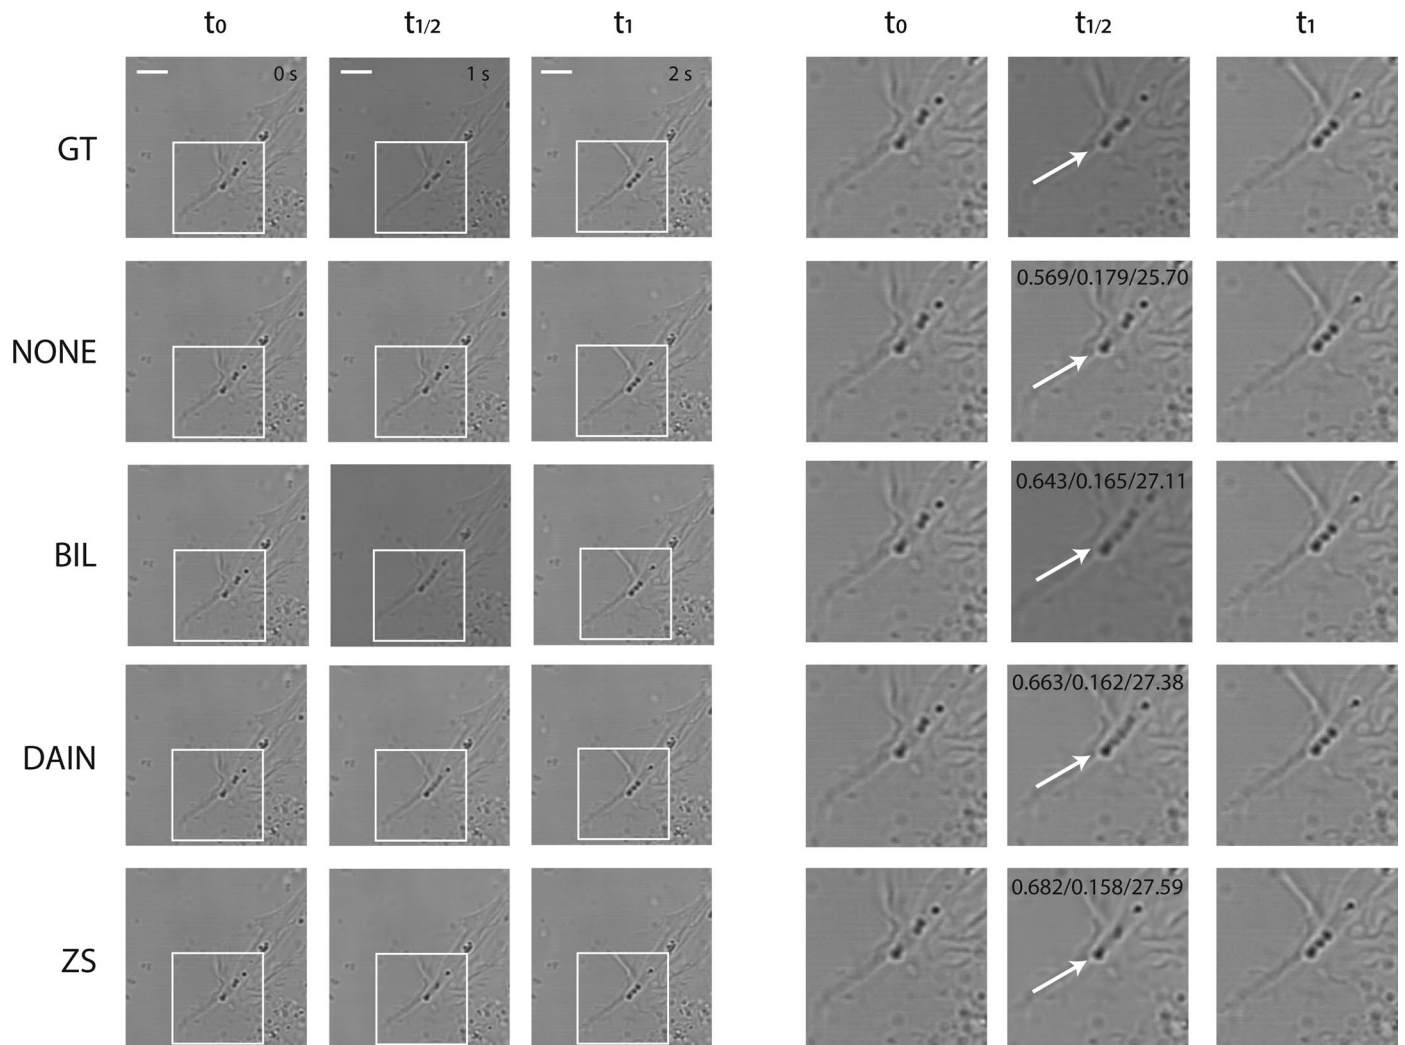 t0 t1/2 t1 t0 t1/2 t1
GT 0 s 1 s 2 s
NONE 0.569/0.179/25.70
BIL 0.643/0.165/27.11
DAIN 0.663/0.162/27.38
ZS 0.682/0.158/27.59